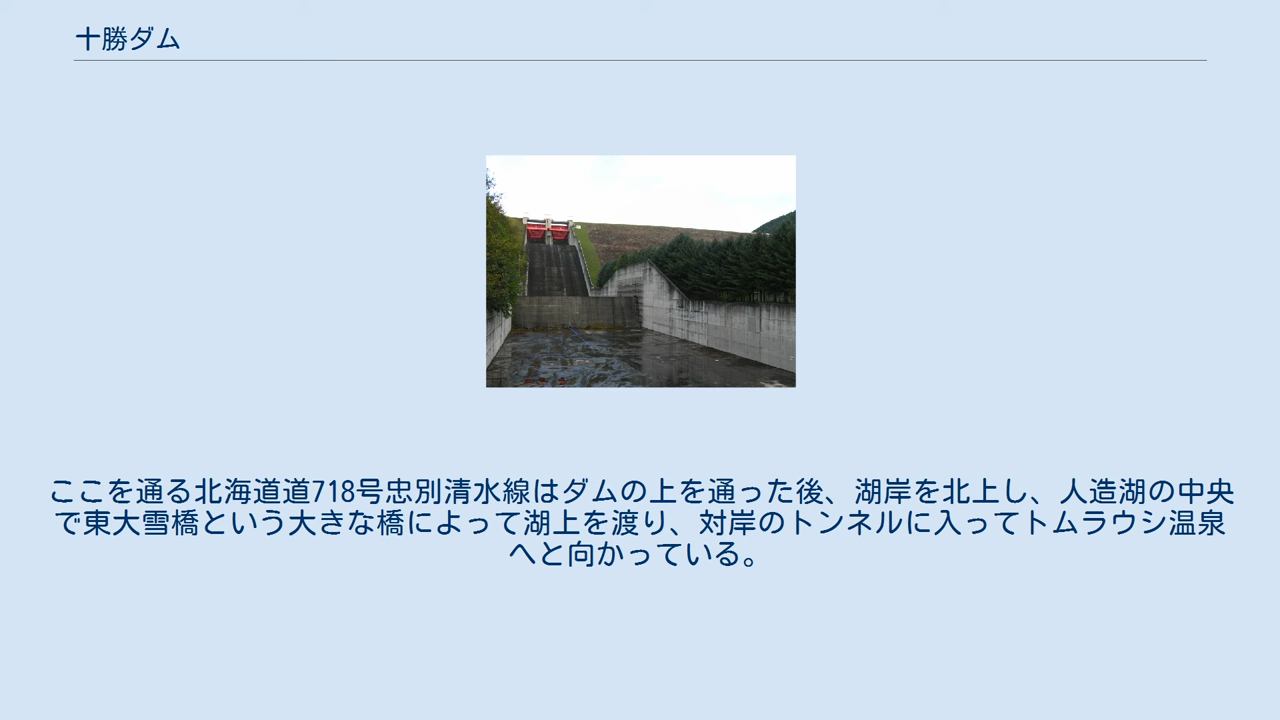 十勝ダム
ここを通る北海道道718号忠別清水線はダムの上を通った後、湖岸を北上し、人造湖の中央
で東大雪橋という大きな橋によって湖上を渡り、対岸のトンネルに入ってトムラウシ温泉
へと向かっている。